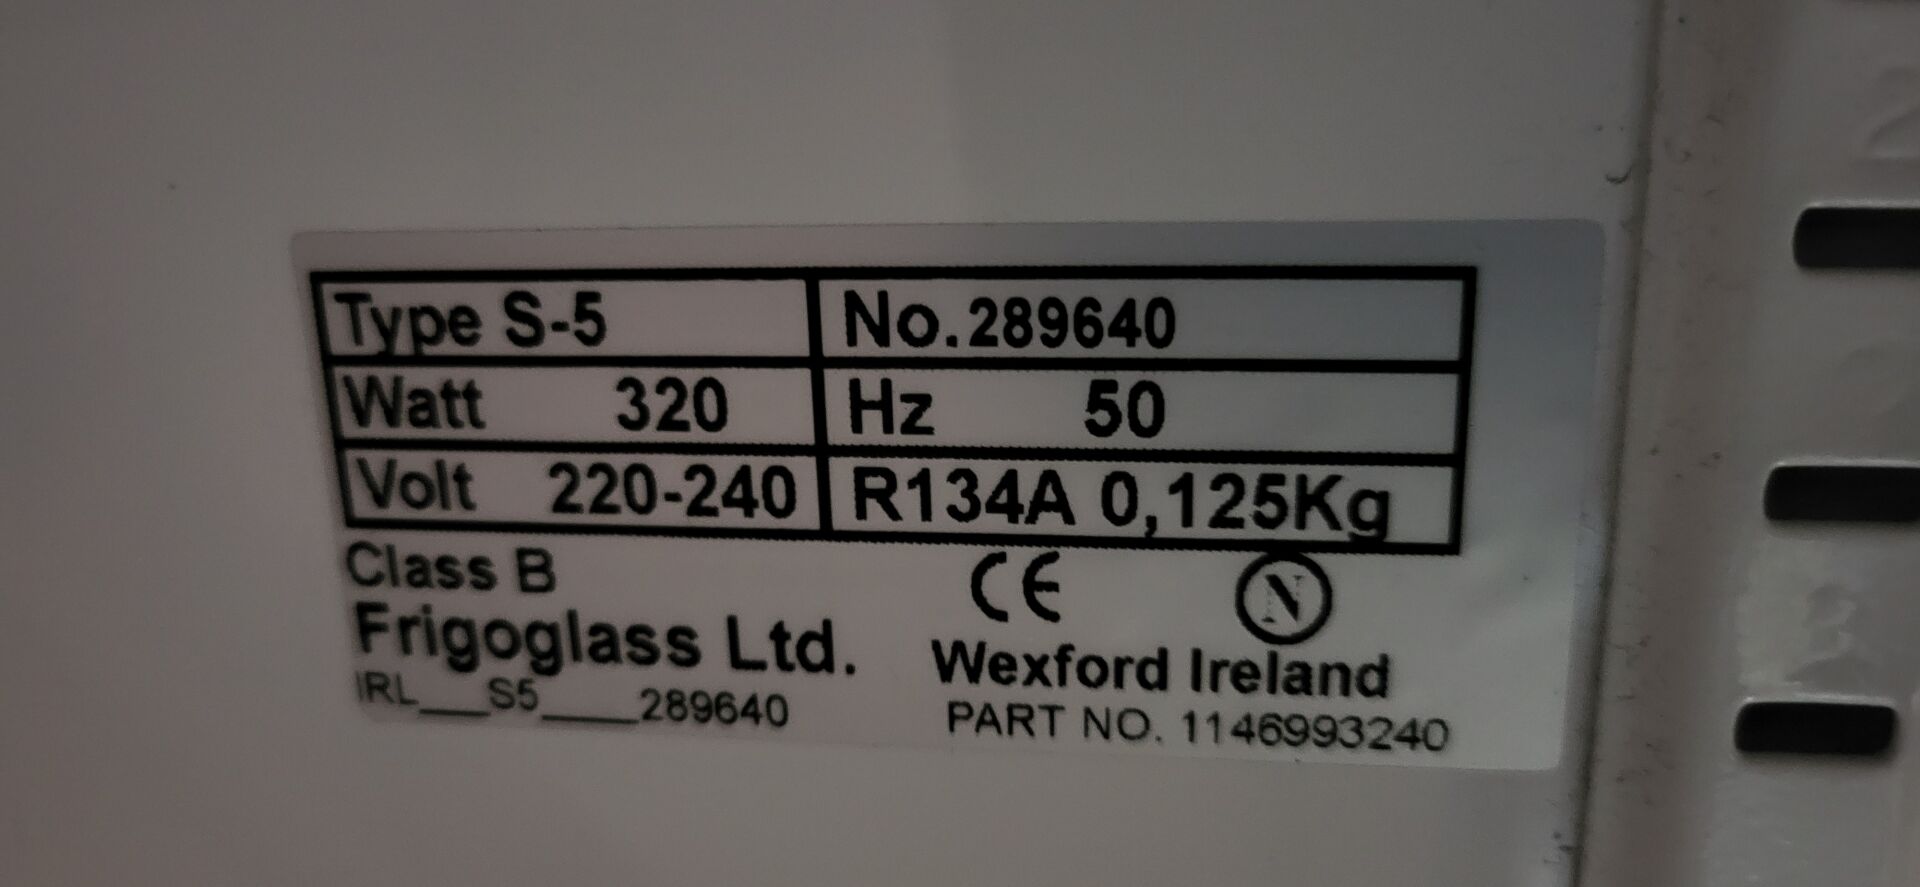 Type S-5 No.289640
Watt 320 Hz 50
Volt 220-240 R134A 0,125Kg
Class B CE N
Frigoglass Ltd. Wexford Ireland
IRL___S5____289640 PART NO. 1146993240